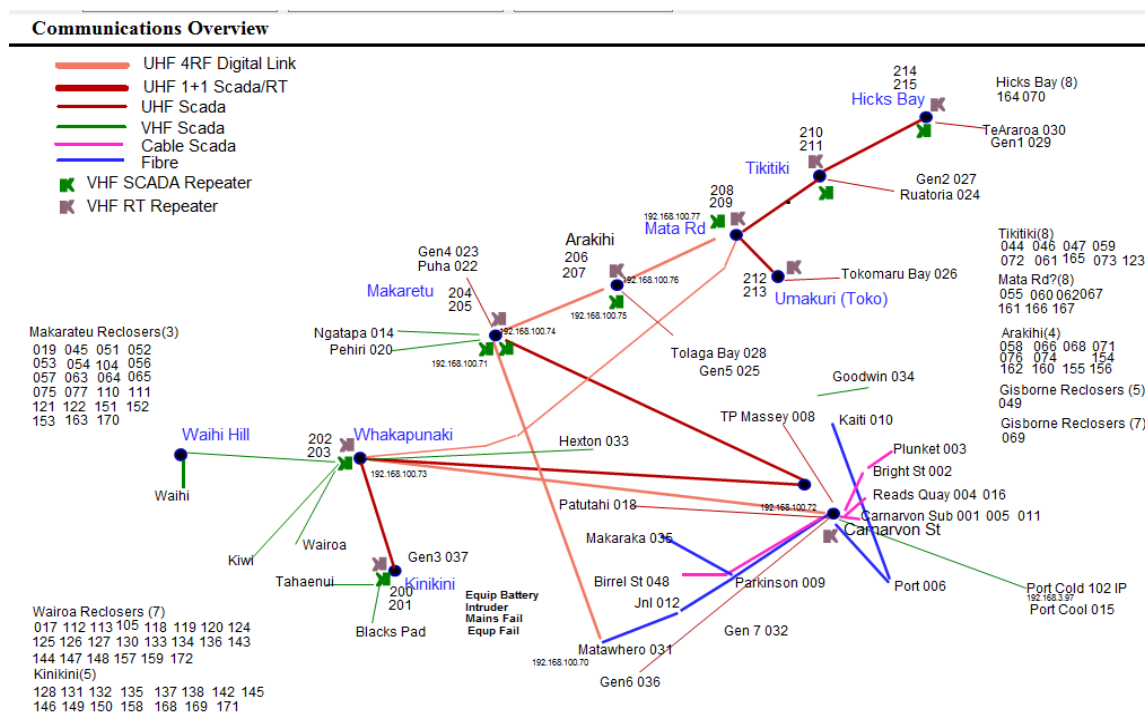 Communications Overview
UHF 4RF Digital Link
UHF 1+1 Scada/RT
UHF Scada
VHF Scada
Cable Scada
Fibre
VHF SCADA Repeater
VHF RT Repeater
214
215
Hicks Bay
Hicks Bay (8)
164 070
TeAraroa 030
Gen1 029
210
211
Tikitiki
Gen2 027
Ruatoria 024
208
209
192.168.100.77
Mata Rd
Arakihi
206
207
192.168.100.76
192.168.100.75
212
213
Tokomaru Bay 026
Umakuri (Toko)
Gen4 023
Puha 022
Makaretu
204
205
192.168.100.74
Ngatapa 014
Pehiri 020
192.168.100.71
Tolaga Bay 028
Gen5 025
Tikitiki(8)
044 046 047 059
072 061 165 073 123
Mata Rd?(8)
055 060 062 067
161 166 167
Arakihi(4)
058 066 068 071
076 074 154
162 160 155 156
Gisborne Reclosers (5)
049
Gisborne Reclosers (7)
069
Makarateu Reclosers(3)
019 045 051 052
053 054 104 056
057 063 064 065
075 077 110 111
121 122 151 152
153 163 170
Goodwin 034
TP Massey 008
Kaiti 010
Plunket 003
Bright St 002
Reads Quay 004 016
Carnarvon Sub 001 005 011
Carnarvon St
192.168.100.72
Waihi Hill
Waihi
202
203
Whakapunaki
192.168.100.73
Hexton 033
Patutahi 018
Makaraka 035
Birrel St 048
Parkinson 009
Jnl 012
Port 006
Port Cold 102 IP
192.168.3.97
Port Cool 015
Kiwi
Wairoa
Tahaenui
Gen3 037
Kinikini
200
201
Blacks Pad
Equip Battery
Intruder
Mains Fail
Equp Fail
Gen 7 032
Matawhero 031
192.168.100.70
Gen6 036
Wairoa Reclosers (7)
017 112 113 105 118 119 120 124
125 126 127 130 133 134 136 143
144 147 148 157 159 172
Kinikini(5)
128 131 132 135 137 138 142 145
146 149 150 158 168 169 171